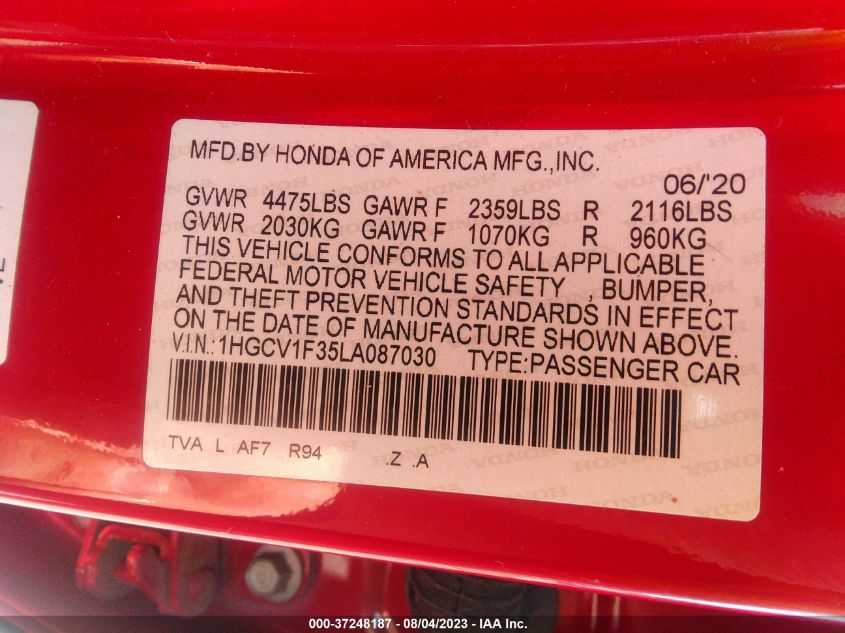 MFD.BY HONDA OF AMERICA MFG.,INC.
06/'20
GVWR 4475LBS GAWR F 2359LBS R 2116LBS
GVWR 2030KG GAWR F 1070KG R 960KG
THIS VEHICLE CONFORMS TO ALL APPLICABLE
FEDERAL MOTOR VEHICLE SAFETY , BUMPER,
AND THEFT PREVENTION STANDARDS IN EFFECT
ON THE DATE OF MANUFACTURE SHOWN ABOVE.
V.I.N.:1HGCV1F35LA087030 TYPE:PASSENGER CAR
TVA L AF7 R94 .Z .A
000-37248187 - 08/04/2023 - IAA Inc.